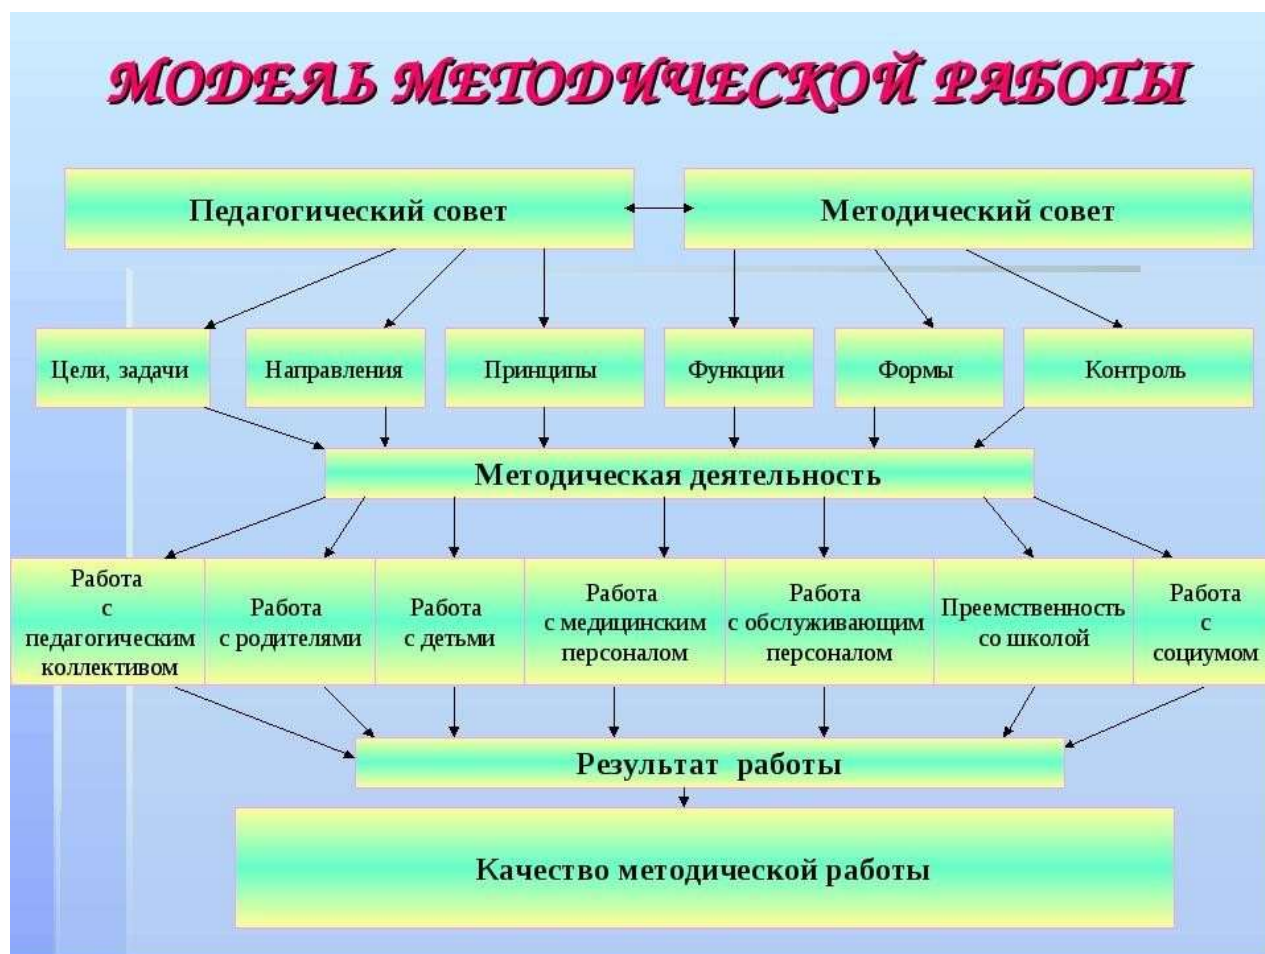 МОДЕЛЬ МЕТОДИЧЕСКОЙ РАБОТЫ
Педагогический совет
Методический совет
Цели, задачи
Направления
Принципы
Функции
Формы
Контроль
Методическая деятельность
Работа
с
педагогическим
коллективом
Работа
с родителями
Работа
с детьми
Работа
с медицинским
персоналом
Работа
с обслуживающим
персоналом
Преемственность
со школой
Работа
с
социумом
Результат работы
Качество методической работы